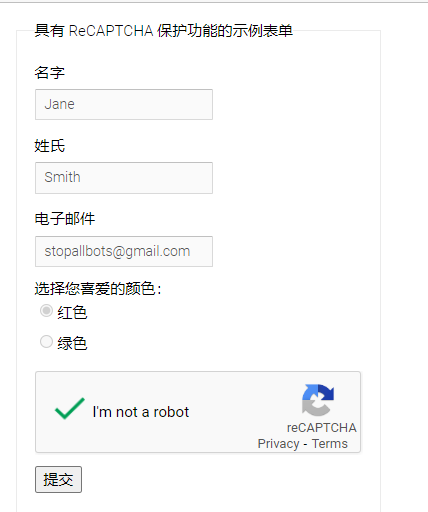 具有 ReCAPTCHA 保护功能的示例表单
名字
Jane
姓氏
Smith
电子邮件
stopallbots@gmail.com
选择您喜爱的颜色：
红色
绿色
I'm not a robot
reCAPTCHA
Privacy - Terms
提交